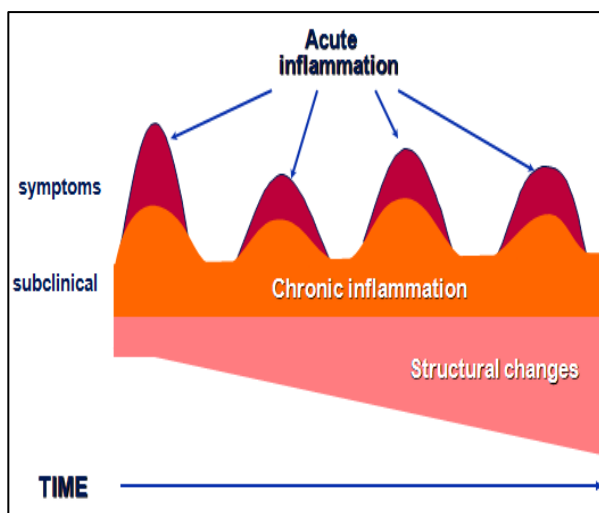 Acute
inflammation
symptoms
subclinical
Chronic inflammation
Structural changes
TIME